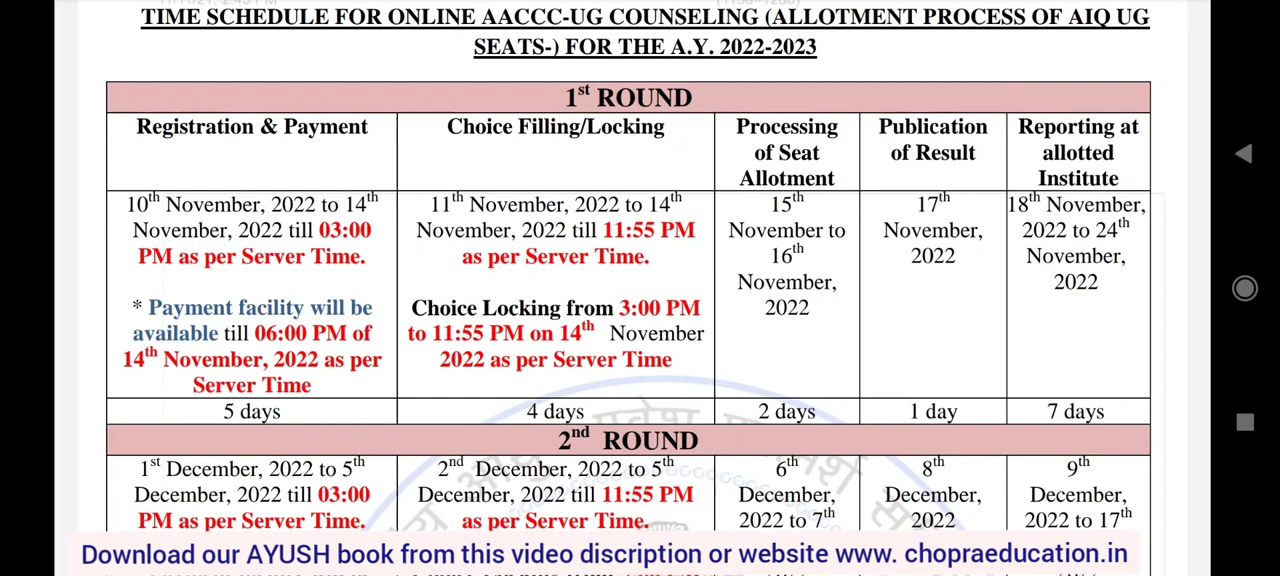 TIME SCHEDULE FOR ONLINE AACCC-UG COUNSELING (ALLOTMENT PROCESS OF AIQ UG
SEATS-) FOR THE A.Y. 2022-2023
1st ROUND
Registration & Payment
Choice Filling/Locking
Processing
of Seat
Allotment
Publication
of Result
Reporting at
allotted
Institute
10th November, 2022 to 14th
November, 2022 till 03:00
PM as per Server Time.
* Payment facility will be
available till 06:00 PM of
14th November, 2022 as per
Server Time
11th November, 2022 to 14th
November, 2022 till 11:55 PM
as per Server Time.
Choice Locking from 3:00 PM
to 11:55 PM on 14th November
2022 as per Server Time
15th
November to
16th
November,
2022
17th
November,
2022
18th November,
2022 to 24th
November,
2022
5 days
4 days
2 days
1 day
7 days
2nd ROUND
1st December, 2022 to 5th
December, 2022 till 03:00
PM as per Server Time.
2nd December, 2022 to 5th
December, 2022 till 11:55 PM
as per Server Time.
6th
December,
2022 to 7th
8th
December,
2022
9th
December,
2022 to 17th
Download our AYUSH book from this video discription or website www. chopraeducation.in